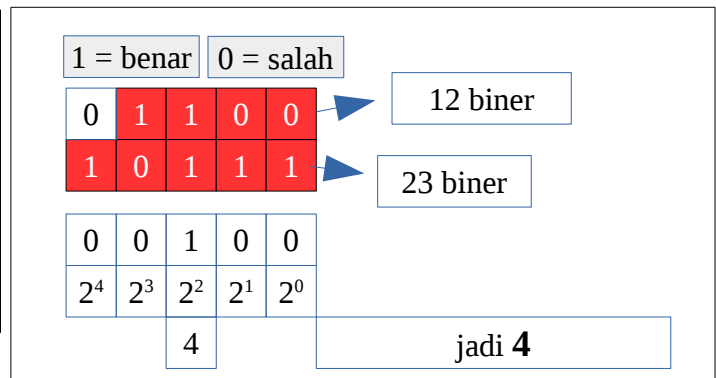 1 = benar 0 = salah
0 1 1 0 0 12 biner
1 0 1 1 1 23 biner
0 0 1 0 0
2⁴ 2³ 2² 2¹ 2⁰
4 jadi 4